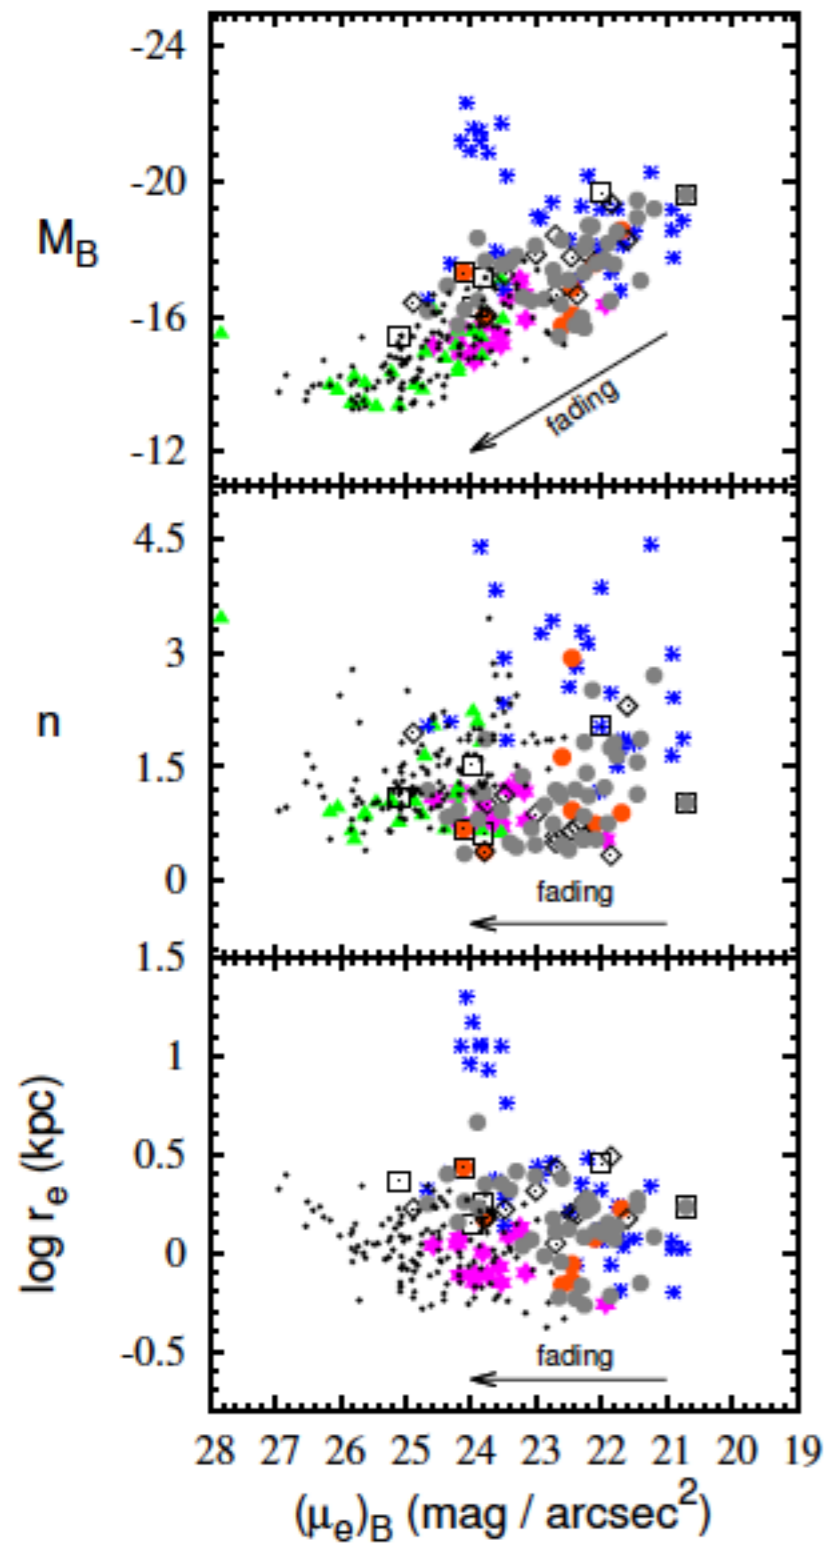 -24
-20
M_B
-16
fading
-12
4.5
3
n
1.5
0
fading
1.5
1
0.5
log r_e (kpc)
0
-0.5
fading
28 27 26 25 24 23 22 21 20 19
(μ_e)_B (mag / arcsec^2)